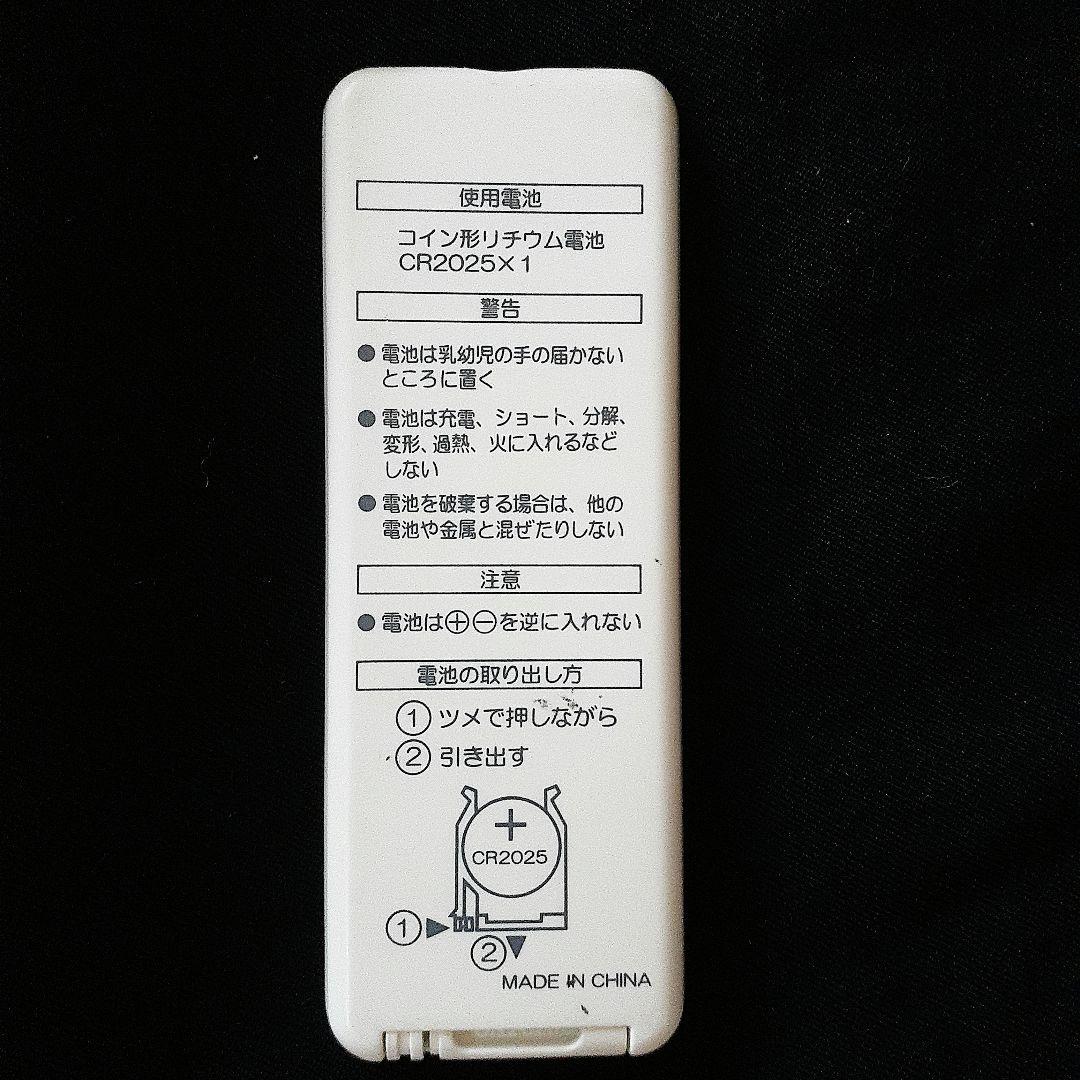 使用電池
コイン形リチウム電池
CR2025×1
警告
●電池は乳幼児の手の届かない
ところに置く
●電池は充電、ショート、分解、
変形、過熱、火に入れるなど
しない
●電池を破棄する場合は、他の
電池や金属と混ぜたりしない
注意
●電池は⊕⊖を逆に入れない
電池の取り出し方
①ツメで押しながら
②引き出す
+
CR2025
①▶
②▼
MADE IN CHINA